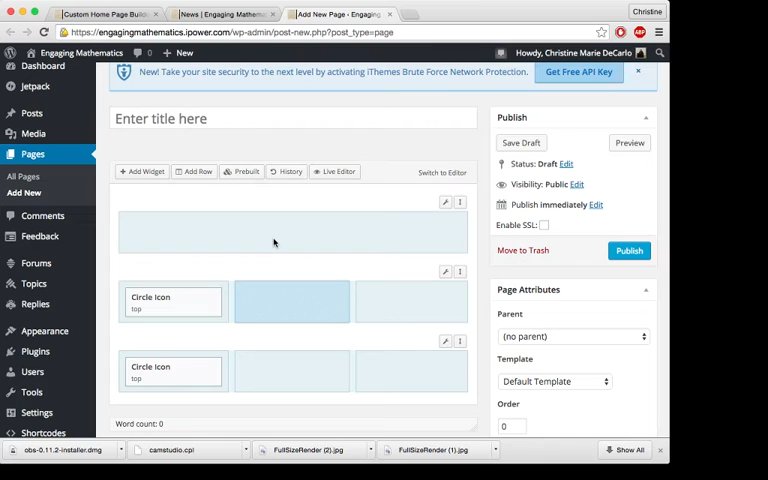 Custom Home Page Build
News | Engaging Mathema
Add New Page ‹ Engaging
Christine
https://engagingmathematics.ipower.com/wp-admin/post-new.php?post_type=page
Engaging Mathematics
0
+ New
Howdy, Christine Marie DeCarlo
Dashboard
Jetpack
Posts
Media
Pages
All Pages
Add New
Comments
Feedback
Forums
Topics
Replies
Appearance
Plugins
Users
Tools
Settings
Shortcodes
New! Take your site security to the next level by activating iThemes Brute Force Network Protection.
Get Free API Key
Enter title here
+ Add Widget
Add Row
Prebuilt
History
Live Editor
Switch to Editor
Circle Icon
top
Circle Icon
top
Word count: 0
Publish
Save Draft
Preview
Status: Draft Edit
Visibility: Public Edit
Publish immediately Edit
Enable SSL:
Move to Trash
Publish
Page Attributes
Parent
(no parent)
Template
Default Template
Order
0
obs-0.11.2-installer.dmg
camstudio.cpl
FullSizeRender (2).jpg
FullSizeRender (1).jpg
Show All